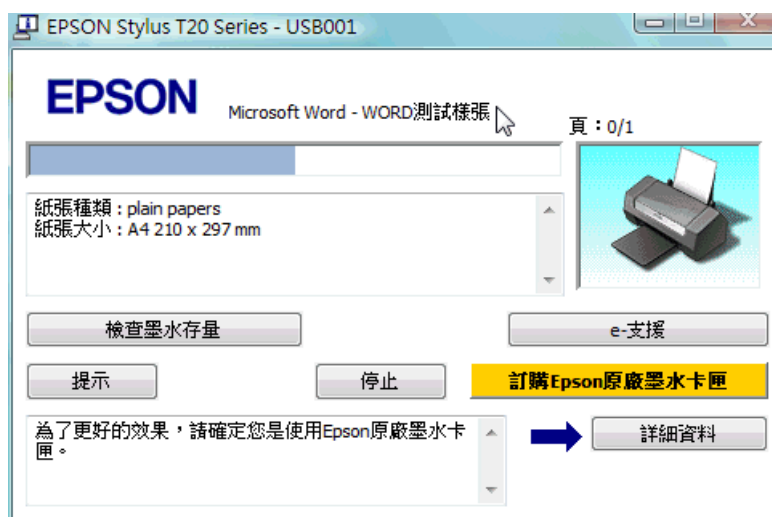 EPSON Stylus T20 Series - USB001
EPSON
Microsoft Word - WORD測試樣張
頁：0/1
紙張種類 : plain papers
紙張大小 : A4 210 x 297 mm
檢查墨水存量
e-支援
提示
停止
訂購Epson原廠墨水卡匣
為了更好的效果，請確定您是使用Epson原廠墨水卡
匣。
詳細資料